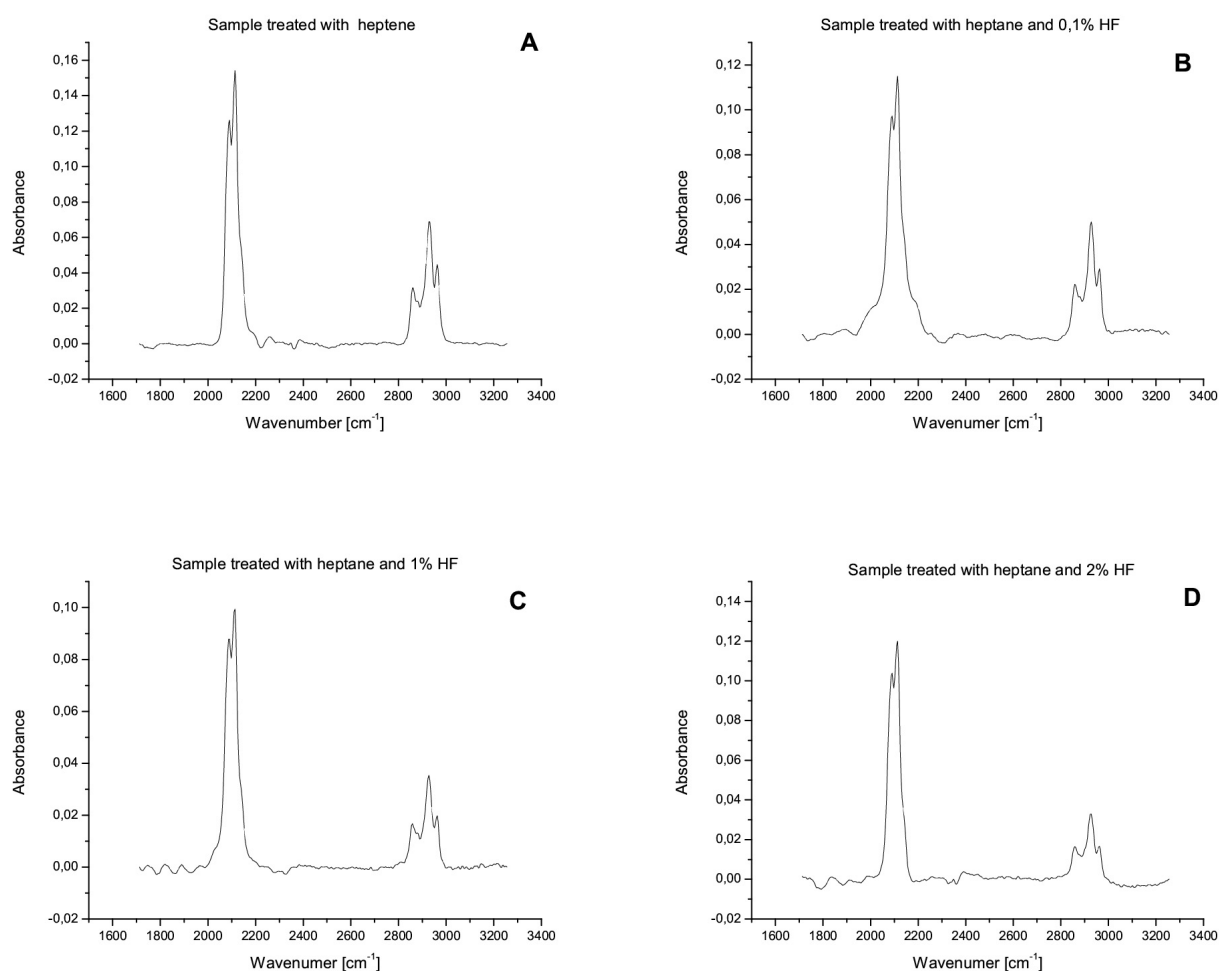 Sample treated with  heptene
A
0,16
0,14
0,12
0,10
0,08
0,06
0,04
0,02
0,00
-0,02
Absorbance
1600 1800 2000 2200 2400 2600 2800 3000 3200 3400
Wavenumber [cm-1]
Sample treated with heptane and 0,1% HF
B
0,12
0,10
0,08
0,06
0,04
0,02
0,00
-0,02
Absorbance
1600 1800 2000 2200 2400 2600 2800 3000 3200 3400
Wavenumer [cm-1]
Sample treated with heptane and 1% HF
C
0,10
0,08
0,06
0,04
0,02
0,00
-0,02
Absorbance
1600 1800 2000 2200 2400 2600 2800 3000 3200 3400
Wavenumer [cm-1]
Sample treated with heptane and 2% HF
D
0,14
0,12
0,10
0,08
0,06
0,04
0,02
0,00
-0,02
Absorbance
1600 1800 2000 2200 2400 2600 2800 3000 3200 3400
Wavenumer [cm-1]